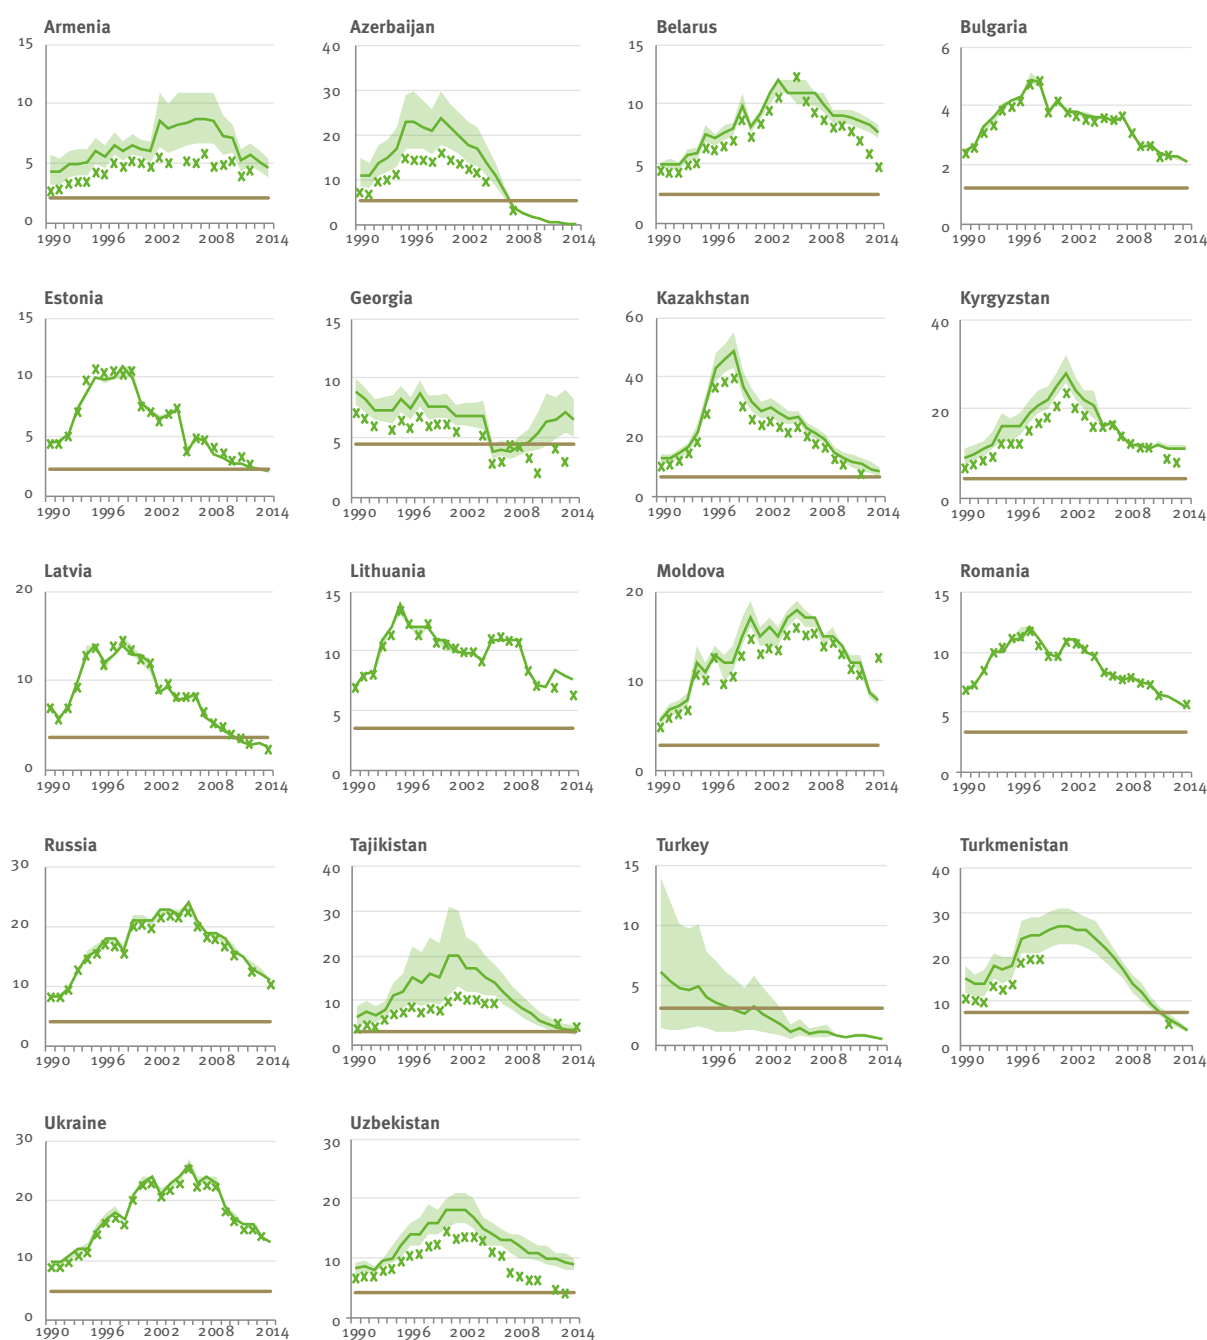 Armenia Azerbaijan Belarus Bulgaria
15 40 15 6
30
10 10 4
20
5 5 2
10
0 0 0 0
1990 1996 2002 2008 2014 1990 1996 2002 2008 2014 1990 1996 2002 2008 2014 1990 1996 2002 2008 2014
Estonia Georgia Kazakhstan Kyrgyzstan
15 15 60 40
10 10 40
20
5 5 20
0 0 0 0
1990 1996 2002 2008 2014 1990 1996 2002 2008 2014 1990 1996 2002 2008 2014 1990 1996 2002 2008 2014
Latvia Lithuania Moldova Romania
20 15 20 15
10 10 10 10
5 5
0 0 0 0
1990 1996 2002 2008 2014 1990 1996 2002 2008 2014 1990 1996 2002 2008 2014 1990 1996 2002 2008 2014
Russia Tajikistan Turkey Turkmenistan
30 40 15 40
30 30
20 10
20 20
10 5
10 10
0 0 0 0
1990 1996 2002 2008 2014 1990 1996 2002 2008 2014 1996 2002 2008 2014 1990 1996 2002 2008 2014
Ukraine Uzbekistan
30 30
20 20
10 10
0 0
1990 1996 2002 2008 2014 1990 1996 2002 2008 2014